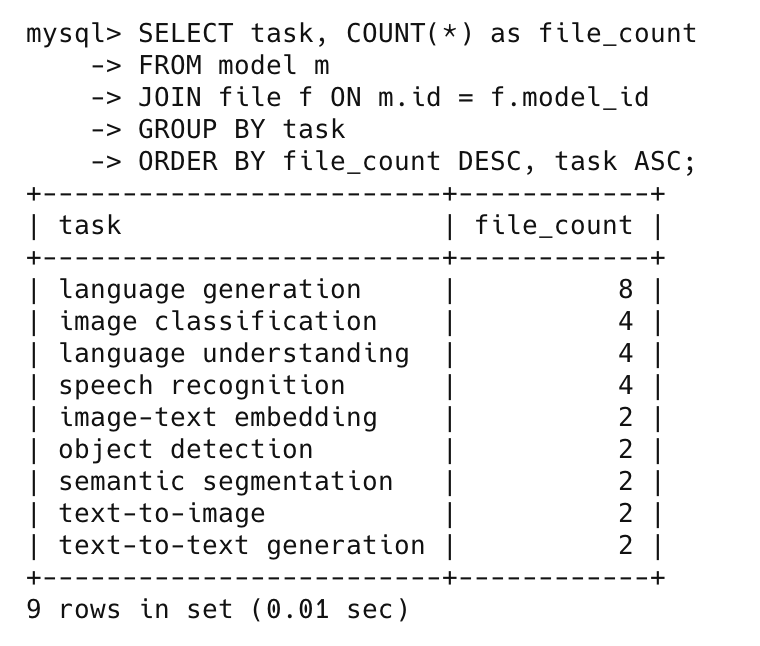 mysql> SELECT task, COUNT(*) as file_count
    -> FROM model m
    -> JOIN file f ON m.id = f.model_id
    -> GROUP BY task
    -> ORDER BY file_count DESC, task ASC;
+-------------------------+------------+
| task                    | file_count |
+-------------------------+------------+
| language generation     |          8 |
| image classification    |          4 |
| language understanding  |          4 |
| speech recognition      |          4 |
| image-text embedding    |          2 |
| object detection        |          2 |
| semantic segmentation   |          2 |
| text-to-image           |          2 |
| text-to-text generation |          2 |
+-------------------------+------------+
9 rows in set (0.01 sec)